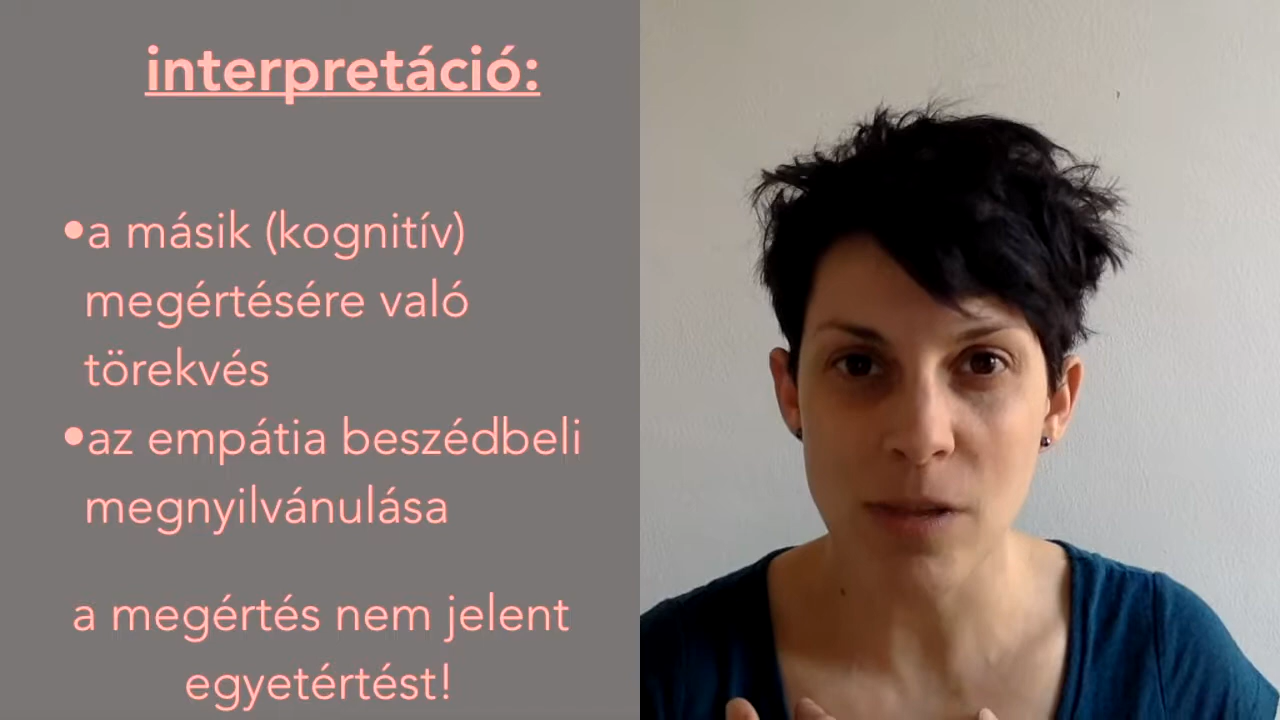 interpretáció:
•a másik (kognitív)
megértésére való
törekvés
•az empátia beszédbeli
megnyilvánulása
a megértés nem jelent
egyetértést!